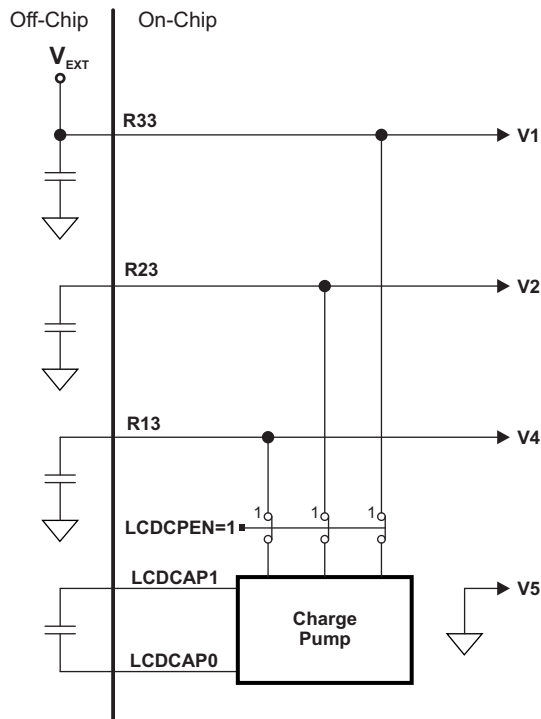 Off-Chip
On-Chip
VEXT
R33
V1
R23
V2
R13
V4
1
1
1
LCDCPEN=1
LCDCAP1
V5
Charge
Pump
LCDCAP0